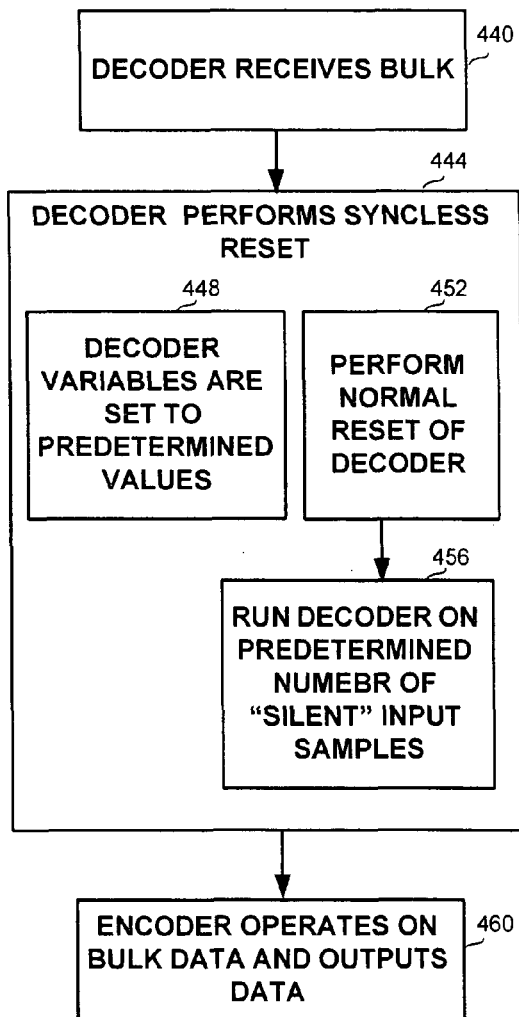 DECODER RECEIVES BULK
440
444
DECODER PERFORMS SYNCLESS
RESET
448
DECODER
VARIABLES ARE
SET TO
PREDETERMINED
VALUES
452
PERFORM
NORMAL
RESET OF
DECODER
456
RUN DECODER ON
PREDETERMINED
NUMEBR OF
“SILENT” INPUT
SAMPLES
ENCODER OPERATES ON
BULK DATA AND OUTPUTS
DATA
460